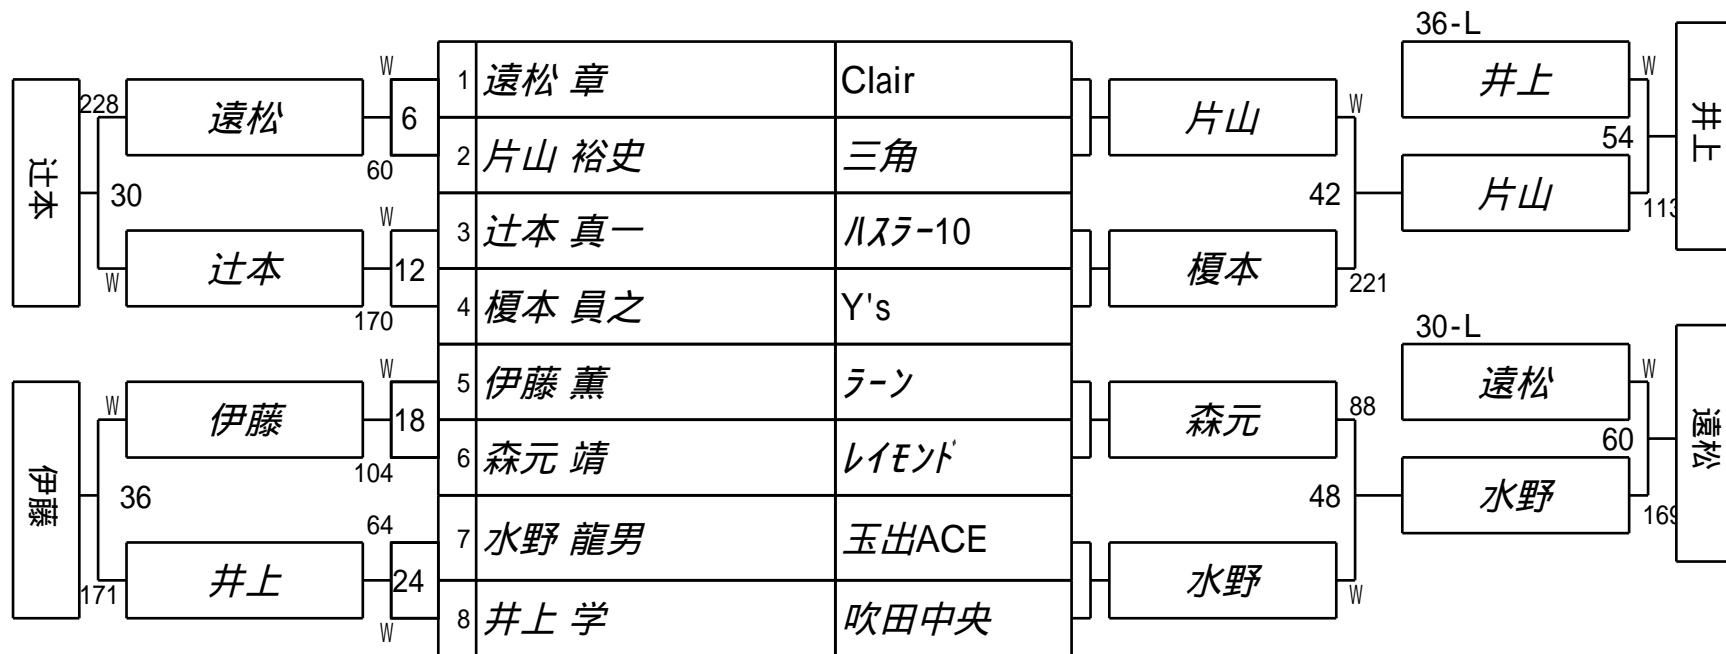 36-L
W
1 遠松 章 Clair
井上
W
228
遠松
6
片山
W
井上
60
2 片山 裕史 三角
54
辻本
30
42
片山
113
W
3 辻本 真一 ハスラー10
W
辻本
12
榎本
221
170
4 榎本 員之 Y's
30-L
W
5 伊藤 薫 ラーン
遠松
W
W
伊藤
18
森元
88
遠松
104
6 森元 靖 レイモンド
60
伊藤
36
48
水野
169
64
7 水野 龍男 玉出ACE
171
井上
24
水野
W
W
8 井上 学 吹田中央